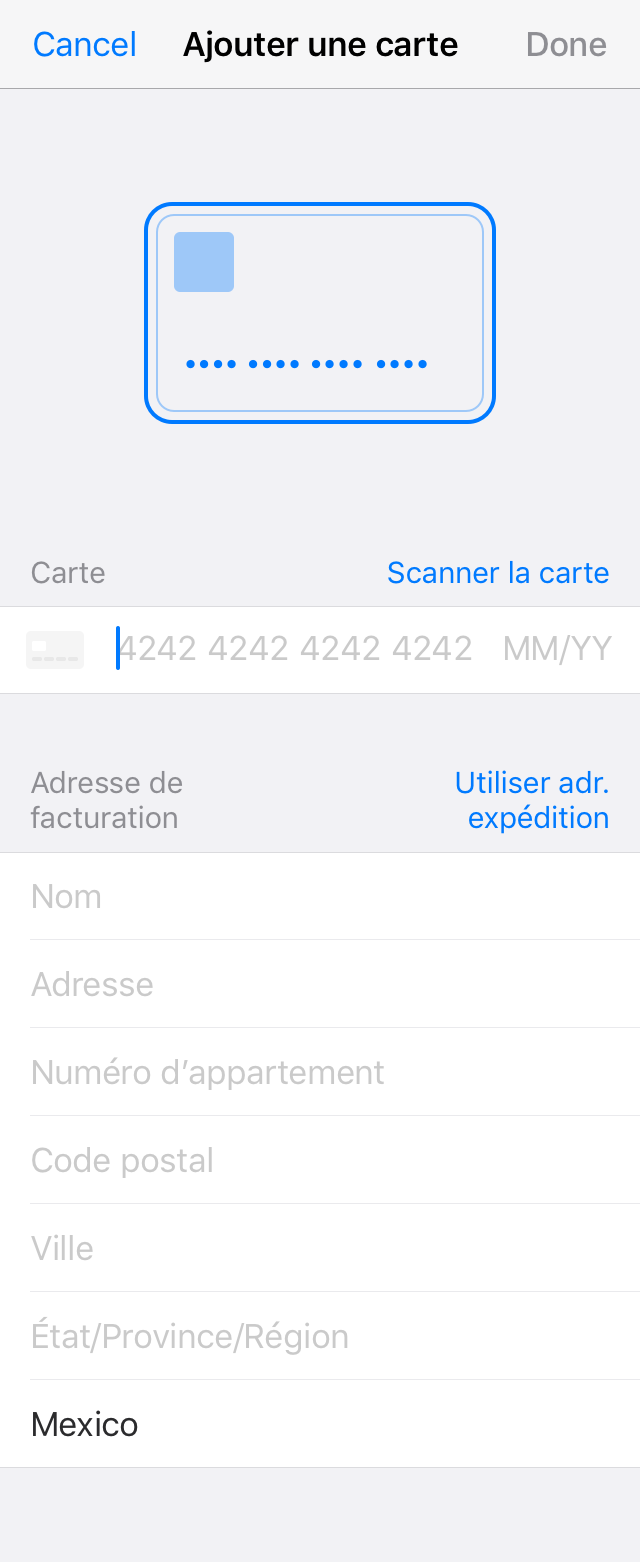 Cancel Ajouter une carte Done
•••• •••• •••• ••••
Carte Scanner la carte
4242 4242 4242 4242 MM/YY
Adresse de facturation
Utiliser adr. expédition
Nom
Adresse
Numéro d’appartement
Code postal
Ville
État/Province/Région
Mexico